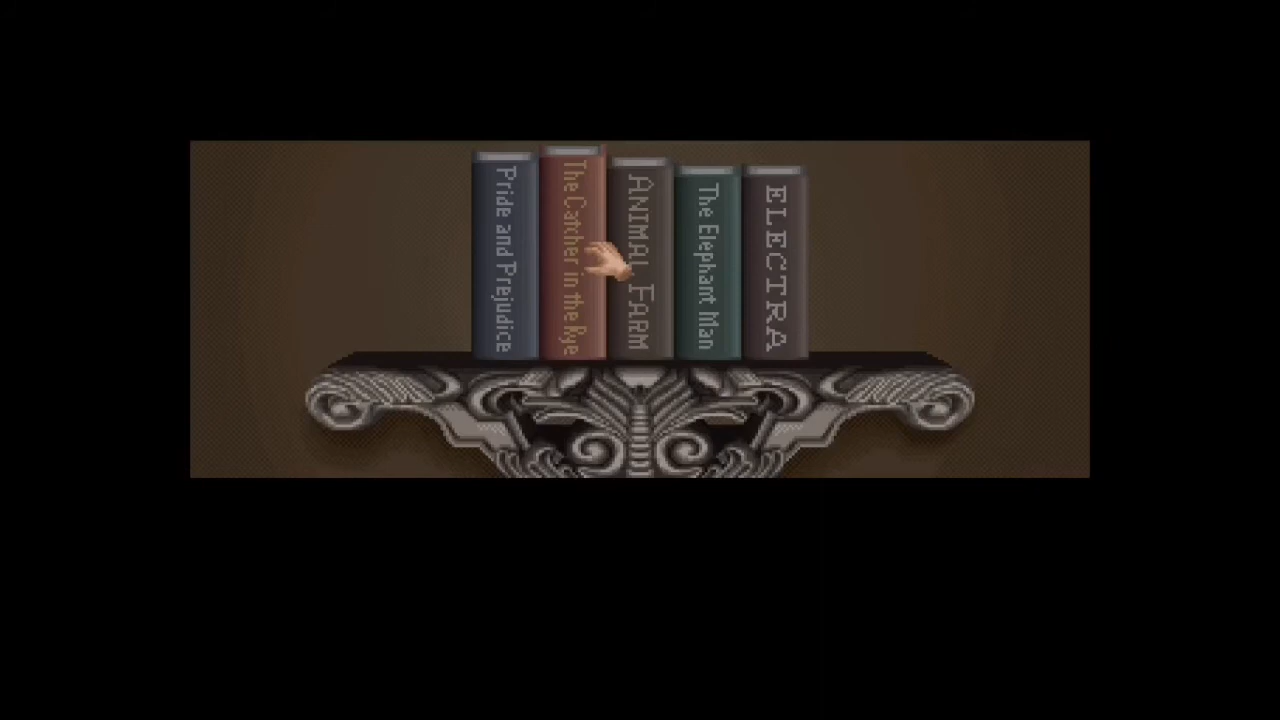 Pride and Prejudice
The Catcher in the Rye
ANIMAL FARM
The Elephant Man
ELECTRA